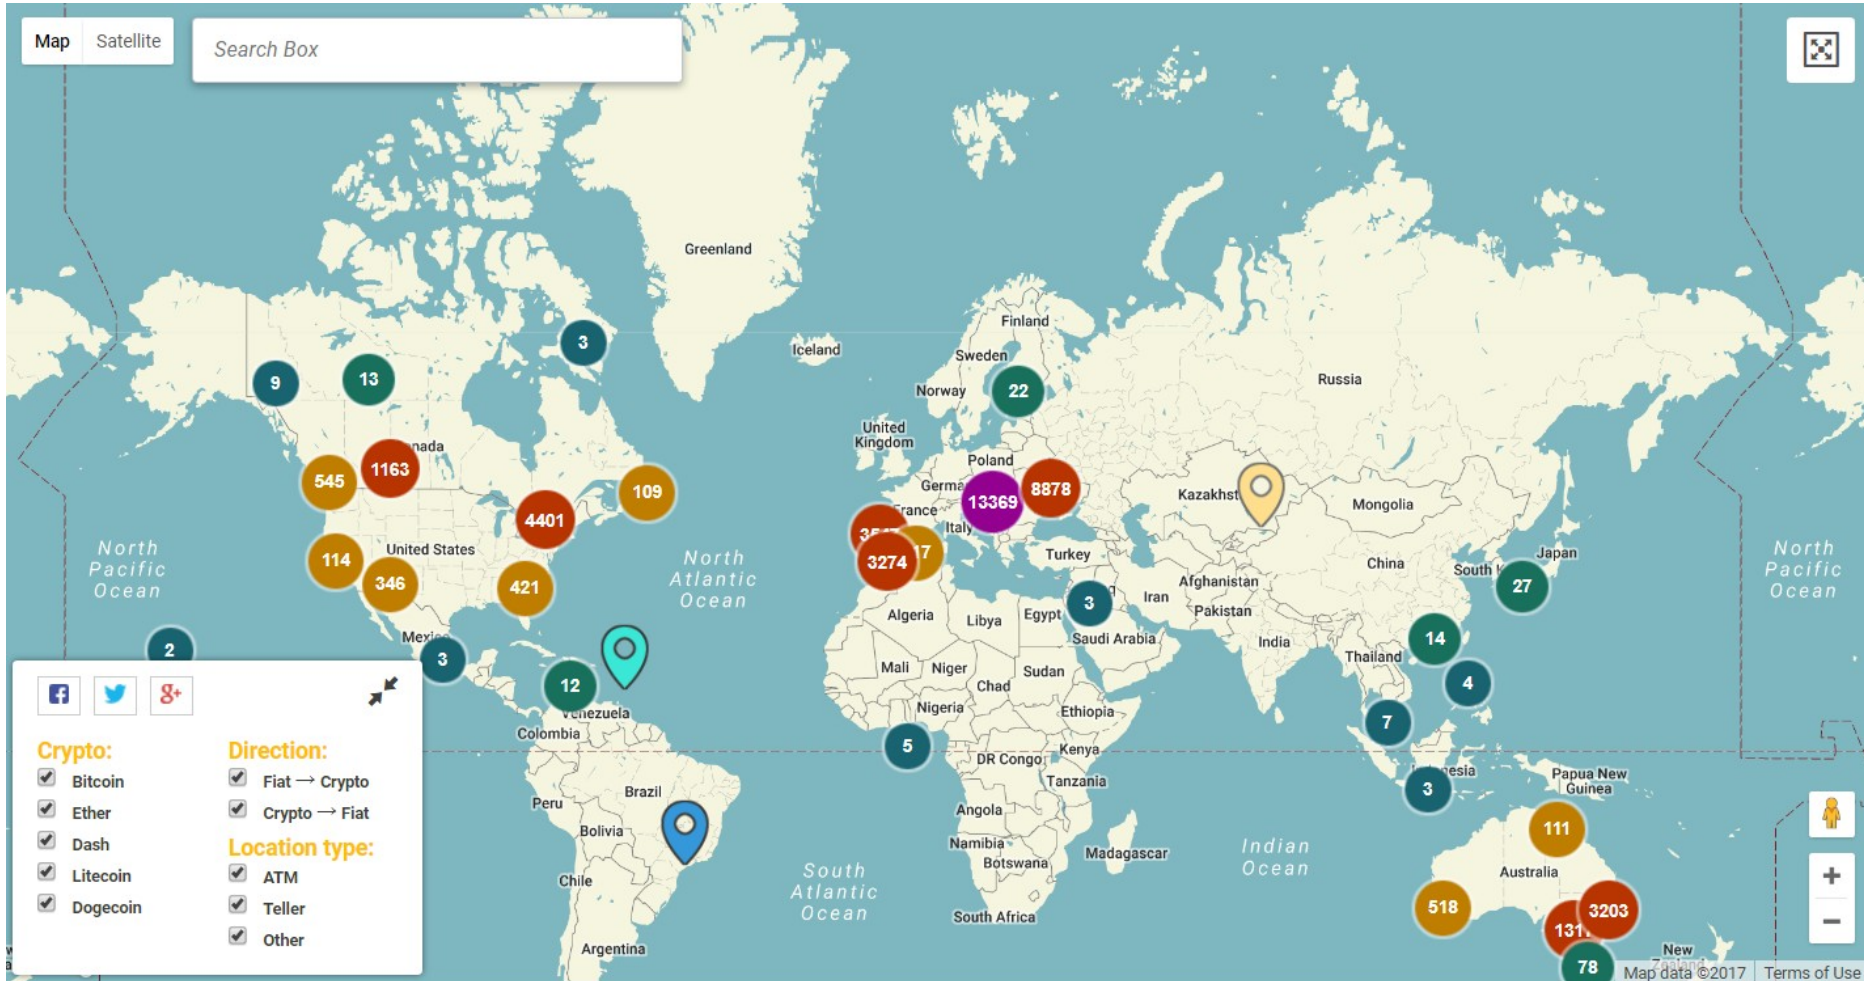 Map
Satellite
Search Box
Greenland
Finland
Iceland
Sweden
Norway
Russia
United
Kingdom
Poland
Kazakhst
Mongolia
Italy
United States
Turkey
China
Japan
Afghanistan
Iran
Pakistan
Algeria
Libya
Egypt
Saudi Arabia
India
Thailand
Mali
Niger
Chad
Sudan
Nigeria
Ethiopia
Venezuela
Colombia
DR Congo
Kenya
Tanzania
Papua New
Guinea
Peru
Brazil
Angola
Bolivia
Namibia
Botswana
Madagascar
Chile
Australia
South Africa
Argentina
New
North
Pacific
Ocean
North
Atlantic
Ocean
North
Pacific
Ocean
South
Atlantic
Ocean
Indian
Ocean
3
9
13
22
545
1163
109
4401
13369
8878
114
346
421
3274
17
3
27
14
2
3
12
4
7
5
3
111
518
3203
78
Crypto:
Bitcoin
Ether
Dash
Litecoin
Dogecoin
Direction:
Fiat → Crypto
Crypto → Fiat
Location type:
ATM
Teller
Other
g+
Map data ©2017
Terms of Use